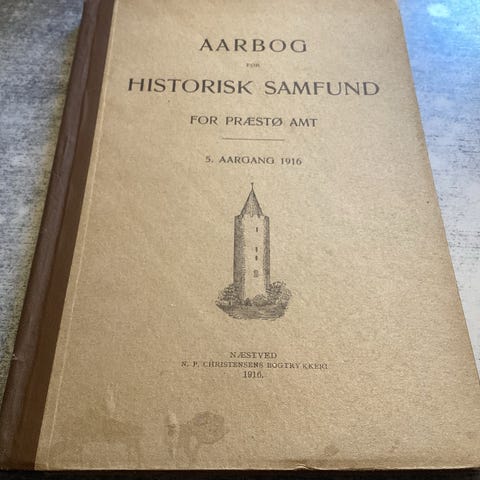 AARBOG
FOR
HISTORISK SAMFUND
FOR PRÆSTØ AMT
5. AARGANG 1916
NÆSTVED
N. P. CHRISTENSENS BOGTRYKKERI
1916.